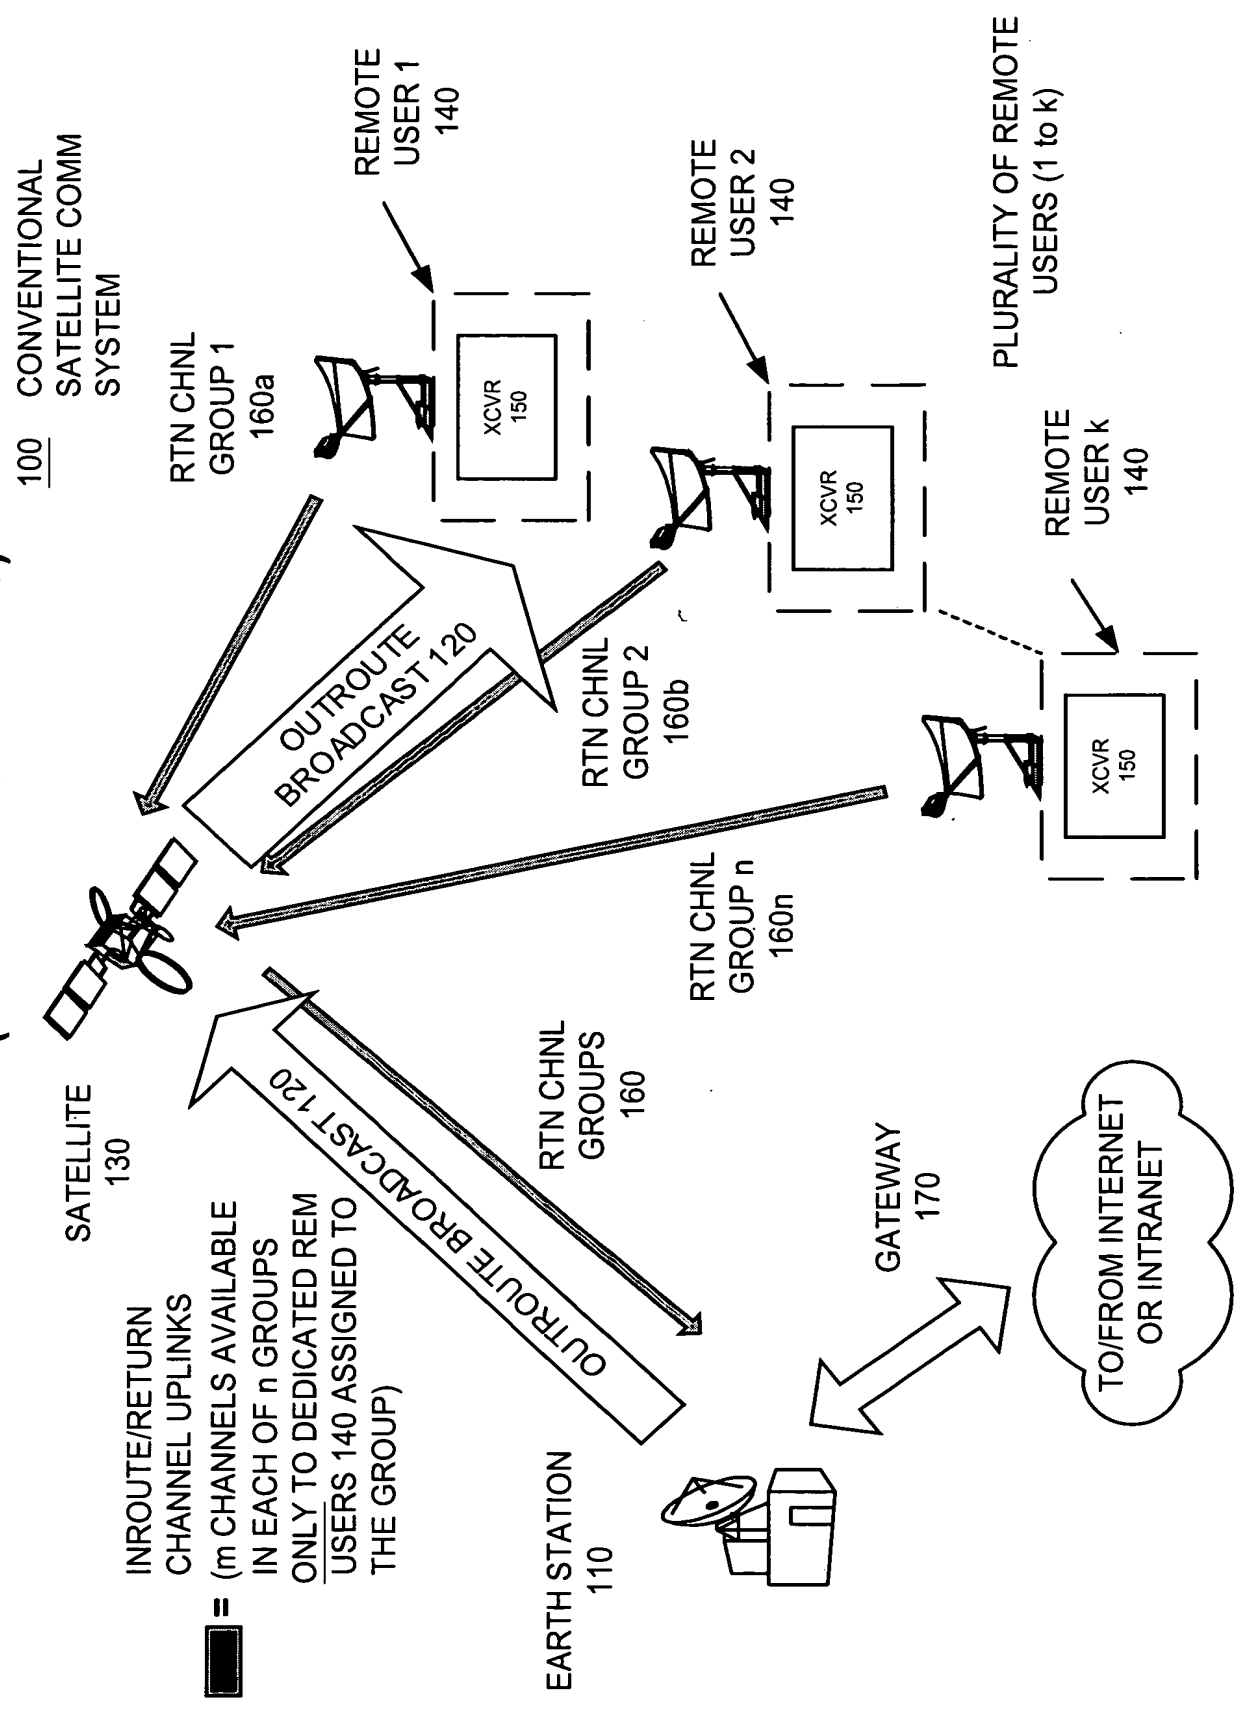 100 CONVENTIONAL
SATELLITE COMM
SYSTEM
INROUTE/RETURN
CHANNEL UPLINKS
= (m CHANNELS AVAILABLE
IN EACH OF n GROUPS
ONLY TO DEDICATED REM
USERS 140 ASSIGNED TO
THE GROUP)
SATELLITE
130
RTN CHNL
GROUP 1
160a
REMOTE
USER 1
140
XCVR
150
OUTROUTE
BROADCAST 120
OUTROUTE BROADCAST 120
RTN CHNL
GROUP 2
160b
REMOTE
USER 2
140
XCVR
150
RTN CHNL
GROUPS
160
RTN CHNL
GROUP n
160n
EARTH STATION
110
GATEWAY
170
TO/FROM INTERNET
OR INTRANET
REMOTE
USER k
140
XCVR
150
PLURALITY OF REMOTE
USERS (1 to k)